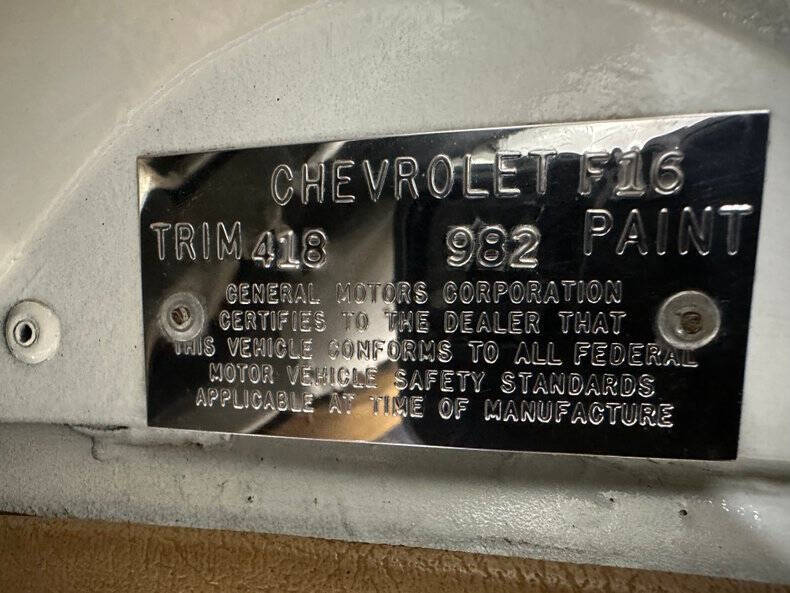 CHEVROLET F16
TRIM 418 982 PAINT
GENERAL MOTORS CORPORATION
CERTIFIES TO THE DEALER THAT
THIS VEHICLE CONFORMS TO ALL FEDERAL
MOTOR VEHICLE SAFETY STANDARDS
APPLICABLE AT TIME OF MANUFACTURE